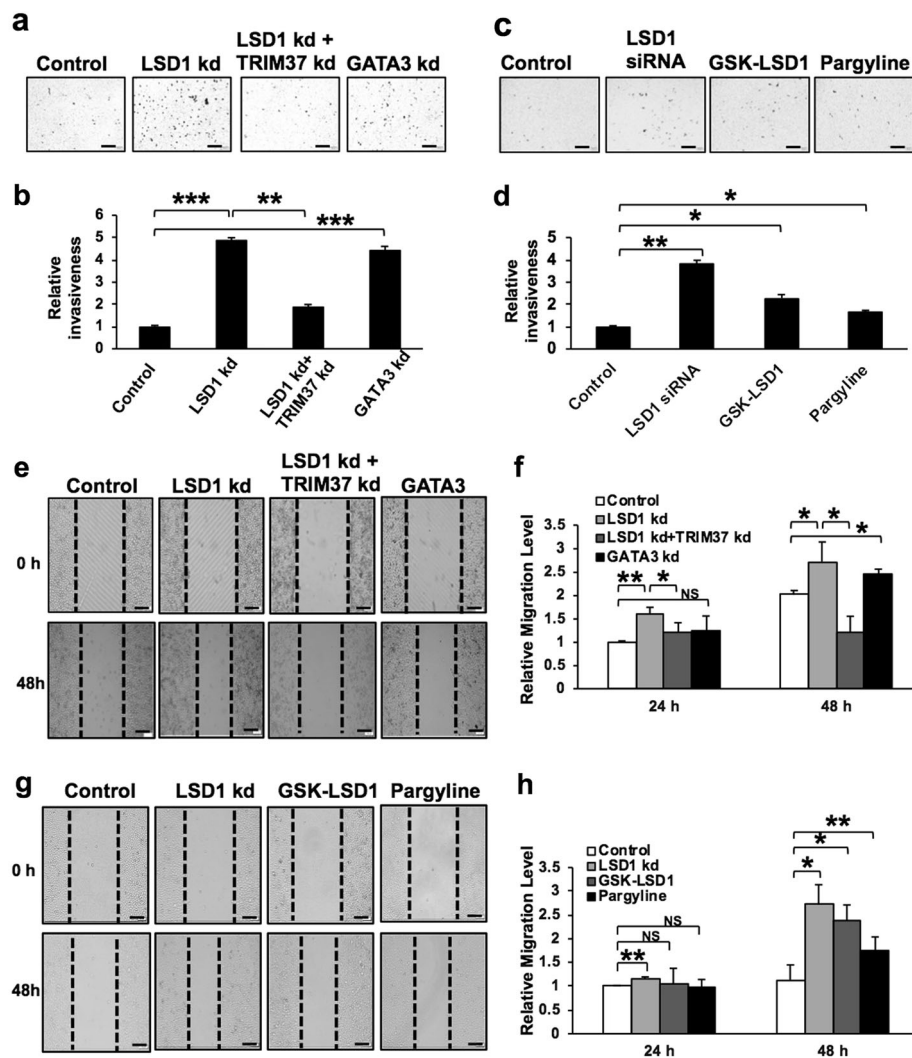 a
Control
LSD1 kd
LSD1 kd +
TRIM37 kd
GATA3 kd
c
Control
LSD1
siRNA
GSK-LSD1
Pargyline
b
Relative
invasiveness
6
5
4
3
2
1
0
***
**
***
Control
LSD1 kd
LSD1 kd+
TRIM37 kd
GATA3 kd
d
Relative
invasiveness
5
4
3
2
1
0
**
*
*
Control
LSD1 siRNA
GSK-LSD1
Pargyline
e
Control
LSD1 kd
LSD1 kd +
TRIM37 kd
GATA3
0 h
48h
f
Control
LSD1 kd
LSD1 kd+TRIM37 kd
GATA3 kd
Relative Migration Level
3.5
3
2.5
2
1.5
1
0.5
0
**
*
NS
*
*
*
24 h
48 h
g
Control
LSD1 kd
GSK-LSD1
Pargyline
0 h
48h
h
Control
LSD1 kd
GSK-LSD1
Pargyline
Relative Migration Level
3.5
3
2.5
2
1.5
1
0.5
0
NS
NS
**
**
*
*
24 h
48 h